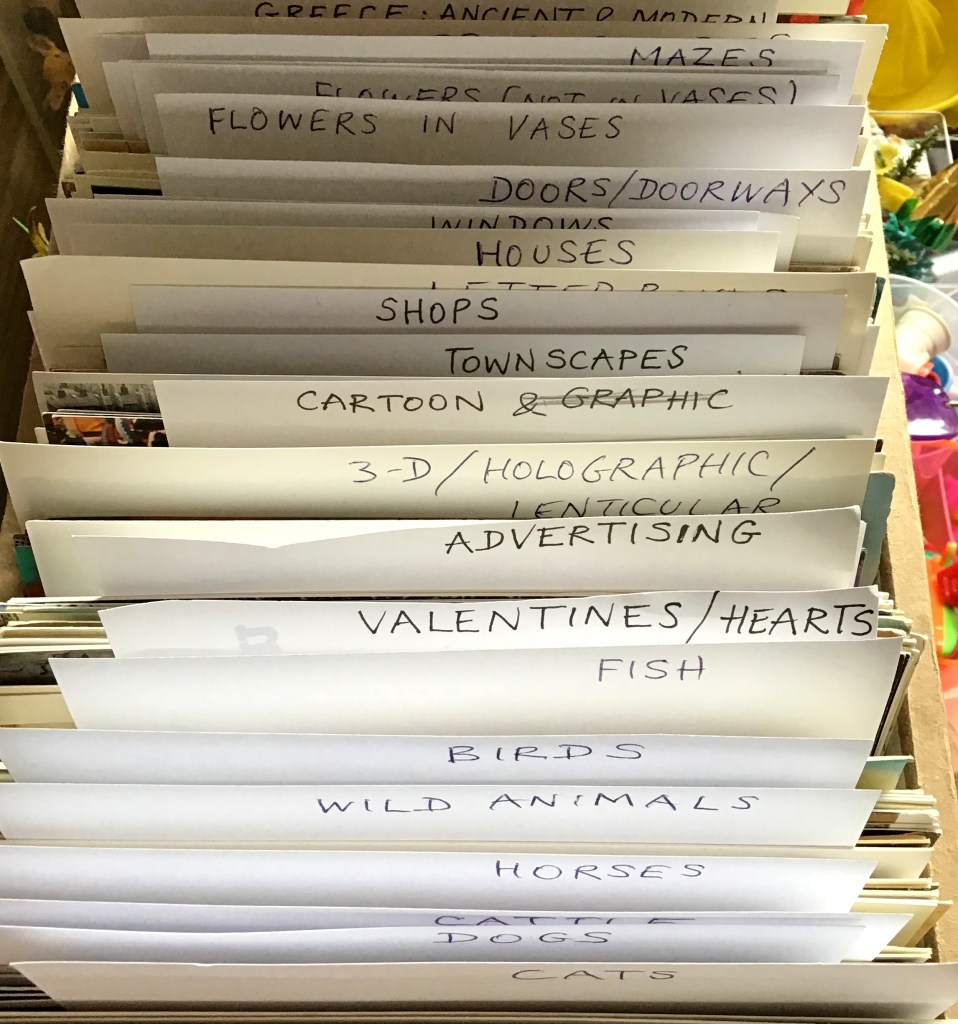 GREECE: ANCIENT & MODERN
MAZES
FLOWERS (NOT IN VASES)
FLOWERS IN VASES
DOORS/DOORWAYS
WINDOWS
HOUSES
SHOPS
TOWNSCAPES
CARTOON & GRAPHIC
3-D/HOLOGRAPHIC/
LENTICULAR
ADVERTISING
VALENTINES/HEARTS
FISH
BIRDS
WILD ANIMALS
HORSES
CATTLE
DOGS
CATS